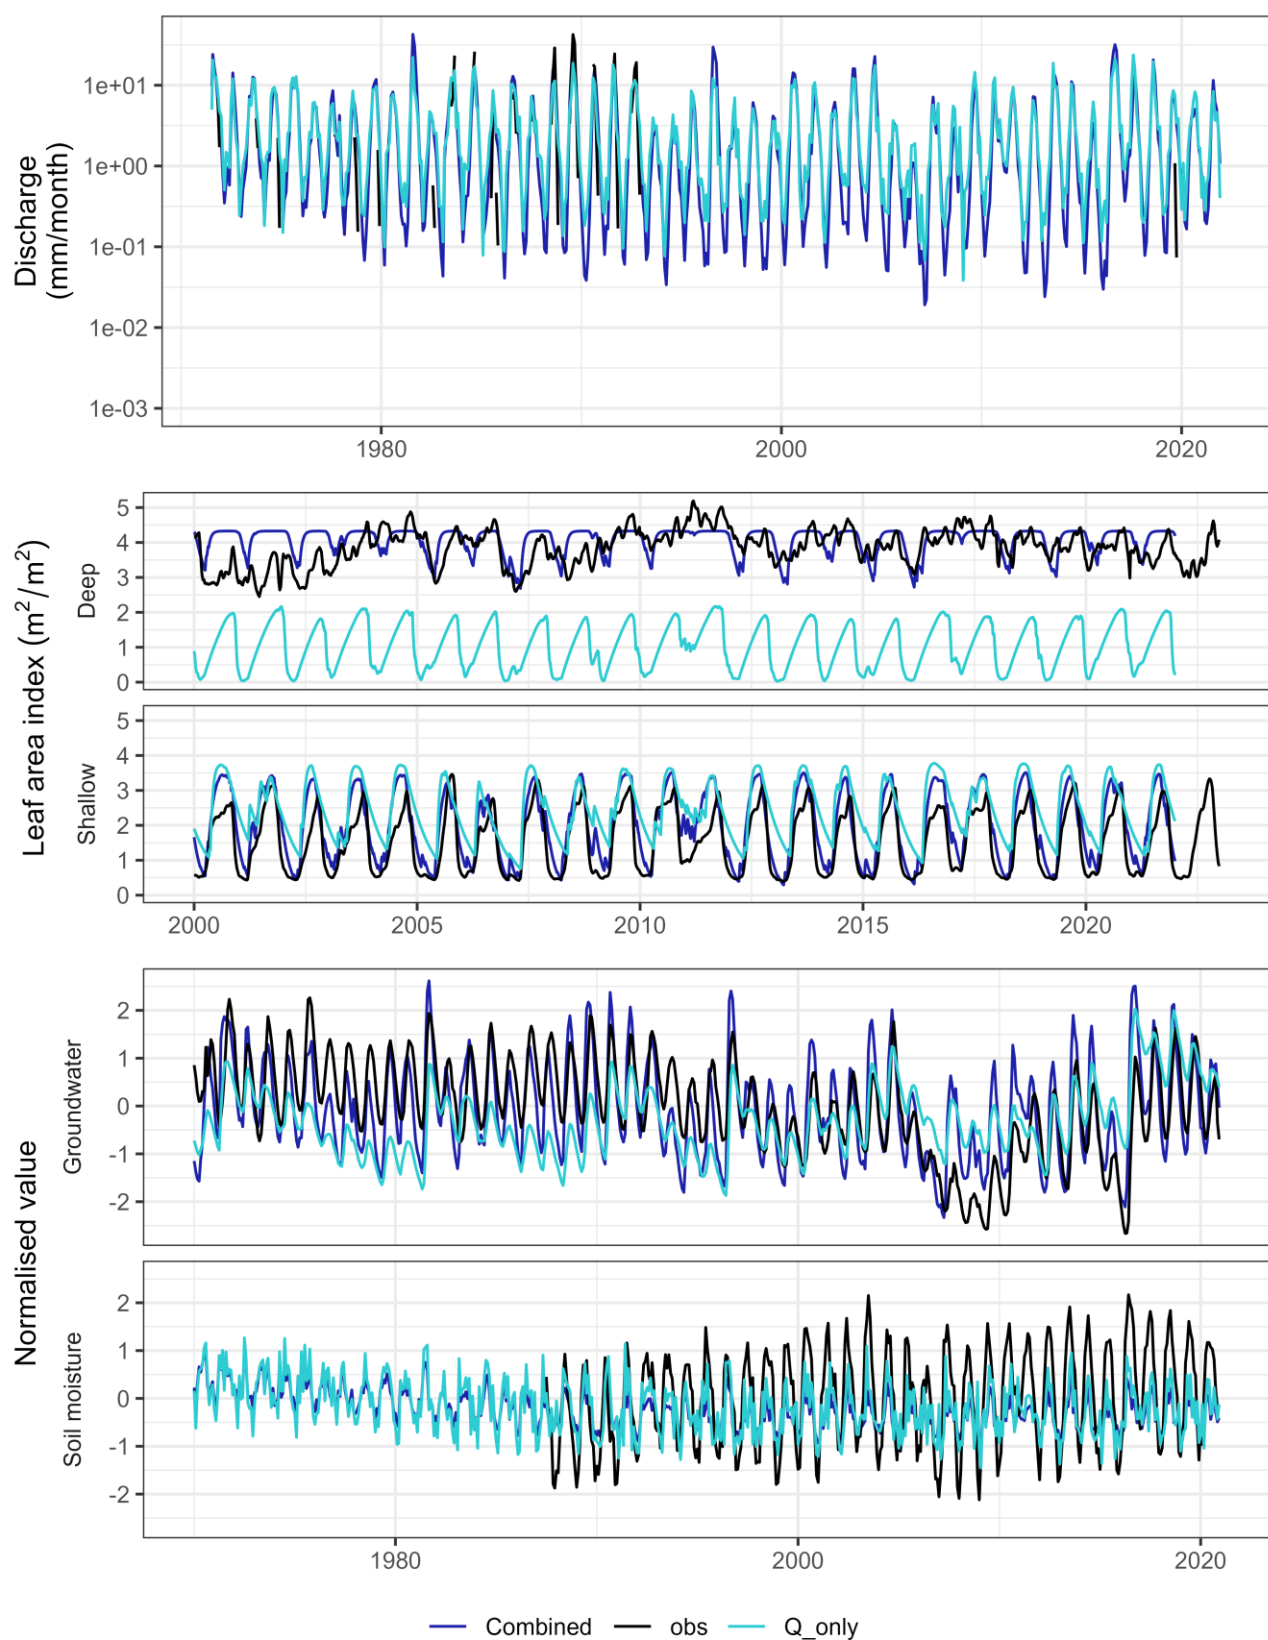 Discharge
(mm/month)
1e+01
1e+00
1e-01
1e-02
1e-03
1980
2000
2020
Leaf area index (m²/m²)
Deep
5
4
3
2
1
0
Shallow
5
4
3
2
1
0
2000
2005
2010
2015
2020
Normalised value
Groundwater
2
1
0
-1
-2
Soil moisture
2
1
0
-1
-2
1980
2000
2020
Combined
obs
Q_only